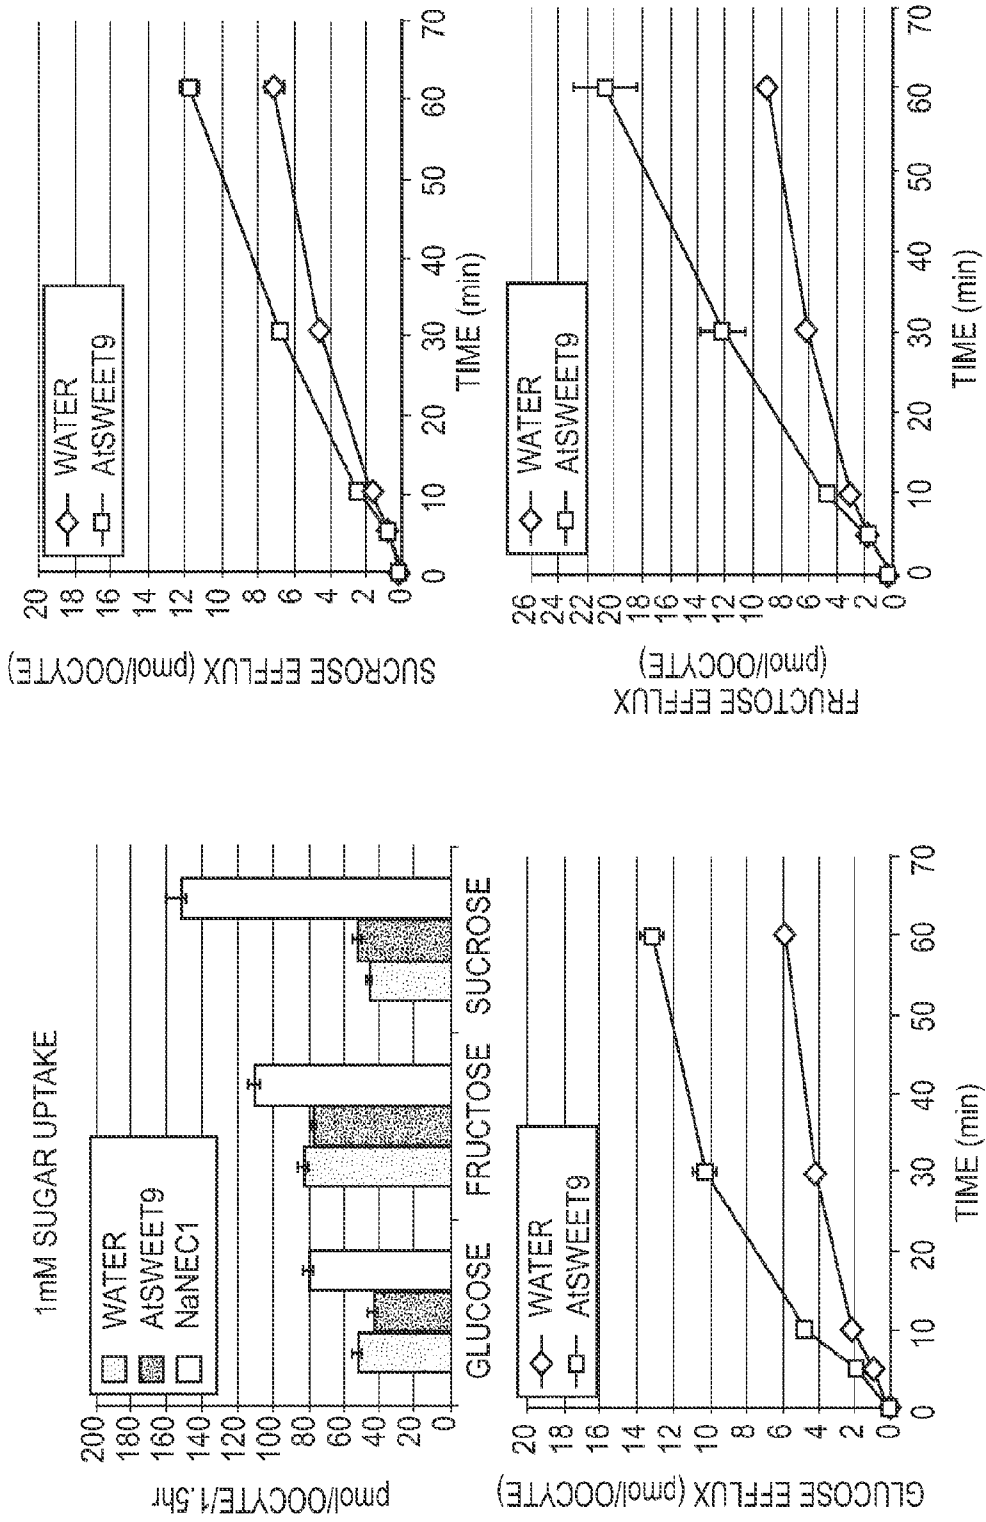 1mM SUGAR UPTAKE
pmol/OOCYTE/1.5hr
200
180
160
140
120
100
80
60
40
20
0
WATER
AtSWEET9
NaNEC1
GLUCOSE FRUCTOSE SUCROSE
SUCROSE EFFLUX (pmol/OOCYTE)
20
18
16
14
12
10
8
6
4
2
0
WATER
AtSWEET9
0 10 20 30 40 50 60 70
TIME (min)
GLUCOSE EFFLUX (pmol/OOCYTE)
20
18
16
14
12
10
8
6
4
2
0
WATER
AtSWEET9
0 10 20 30 40 50 60 70
TIME (min)
FRUCTOSE EFFLUX
(pmol/OOCYTE)
26
24
22
20
18
16
14
12
10
8
6
4
2
0
WATER
AtSWEET9
0 10 20 30 40 50 60 70
TIME (min)